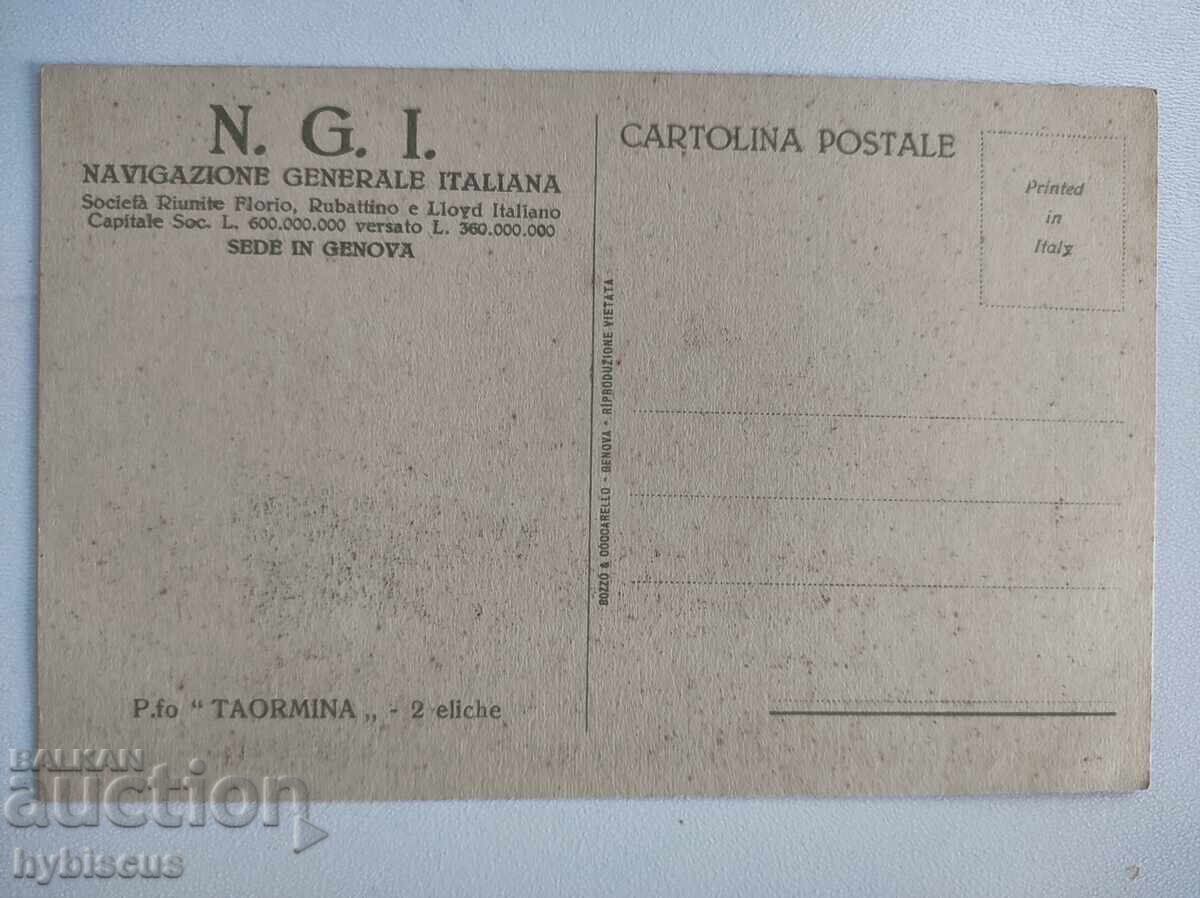 N. G. I.
NAVIGAZIONE GENERALE ITALIANA
Società Riunite Florio, Rubattino e Lloyd Italiano
Capitale Soc. L. 600.000.000 versato L. 360.000.000
SEDE IN GENOVA
P.fo “ TAORMINA „ - 2 eliche
BOZZO & COCCARELLO - GENOVA - RIPRODUZIONE VIETATA
CARTOLINA POSTALE
Printed
in
Italy
BALKAN
auction
hybiscus